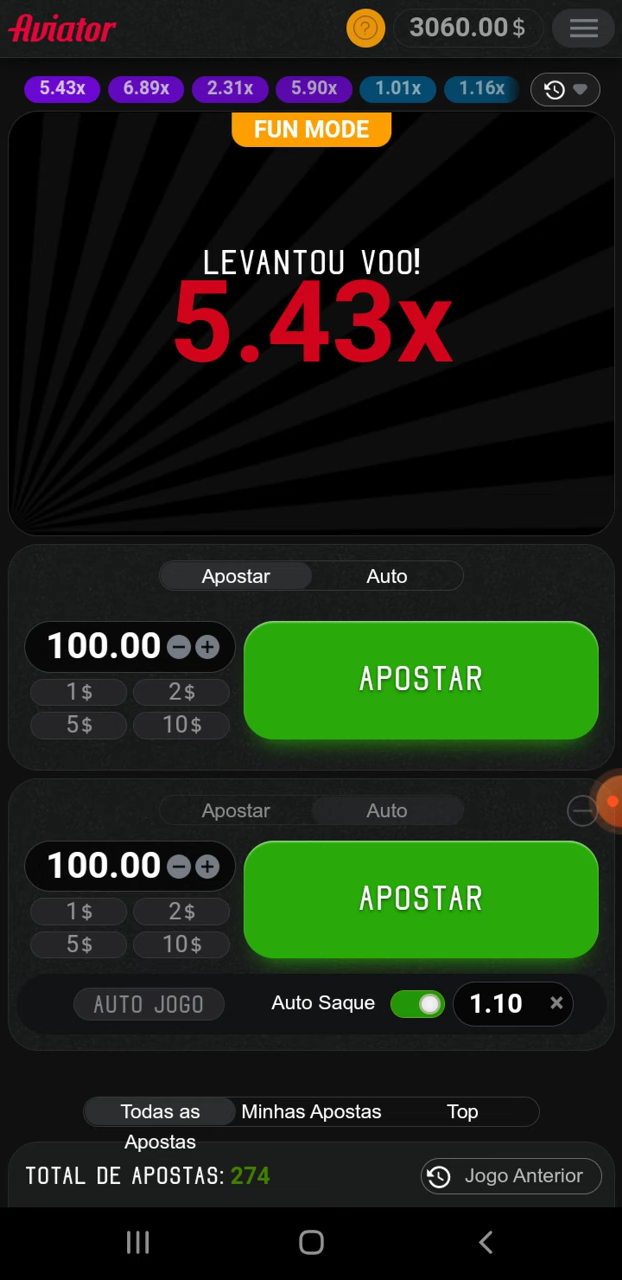 Aviator
? 3060.00 $
5.43x 6.89x 2.31x 5.90x 1.01x 1.16x
FUN MODE
LEVANTOU VOO!
5.43x
Apostar Auto
100.00 − +
1$ 2$
5$ 10$
APOSTAR
Apostar Auto
100.00 − +
1$ 2$
5$ 10$
APOSTAR
AUTO JOGO Auto Saque 1.10 ×
Todas as Apostas
Minhas Apostas
Top
TOTAL DE APOSTAS: 274
Jogo Anterior